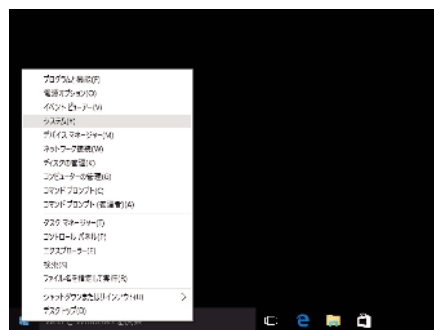 プログラムと機能(F)
電源オプション(O)
イベント ビューアー(V)
システム(Y)
デバイス マネージャー(M)
ネットワーク接続(W)
ディスクの管理(K)
コンピューターの管理(G)
コマンド プロンプト(C)
コマンド プロンプト (管理者)(A)
タスク マネージャー(T)
コントロール パネル(P)
エクスプローラー(E)
検索(S)
ファイル名を指定して実行(R)
シャットダウンまたはサインアウト(U)
デスクトップ(D)